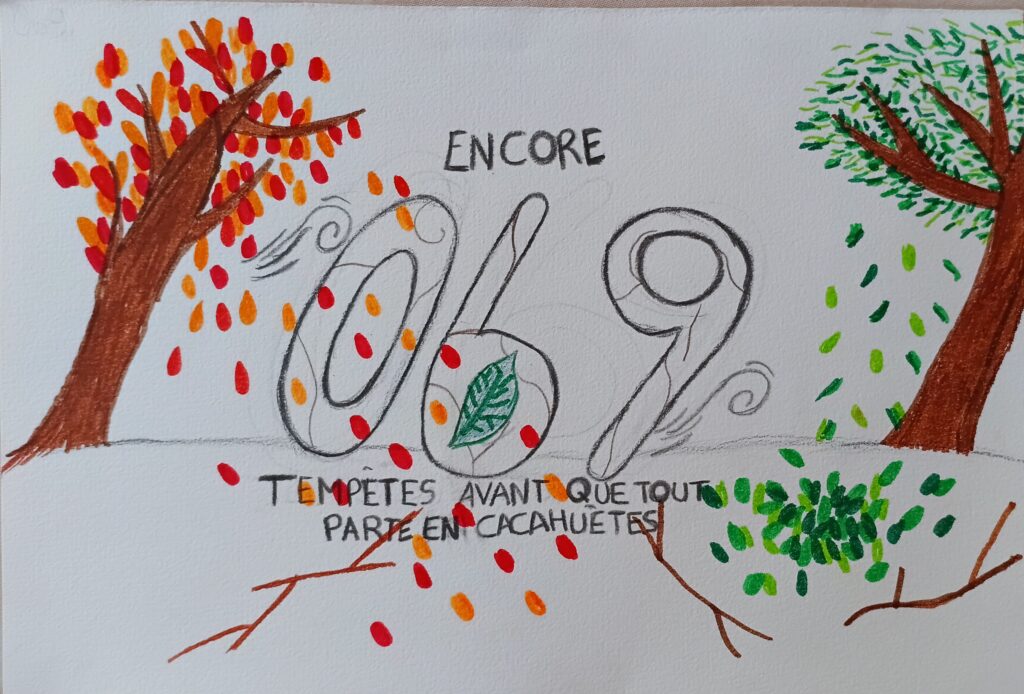 ENCORE
069
TEMPÊTES AVANT QUE TOUT
PARTE EN CACAHUÈTES